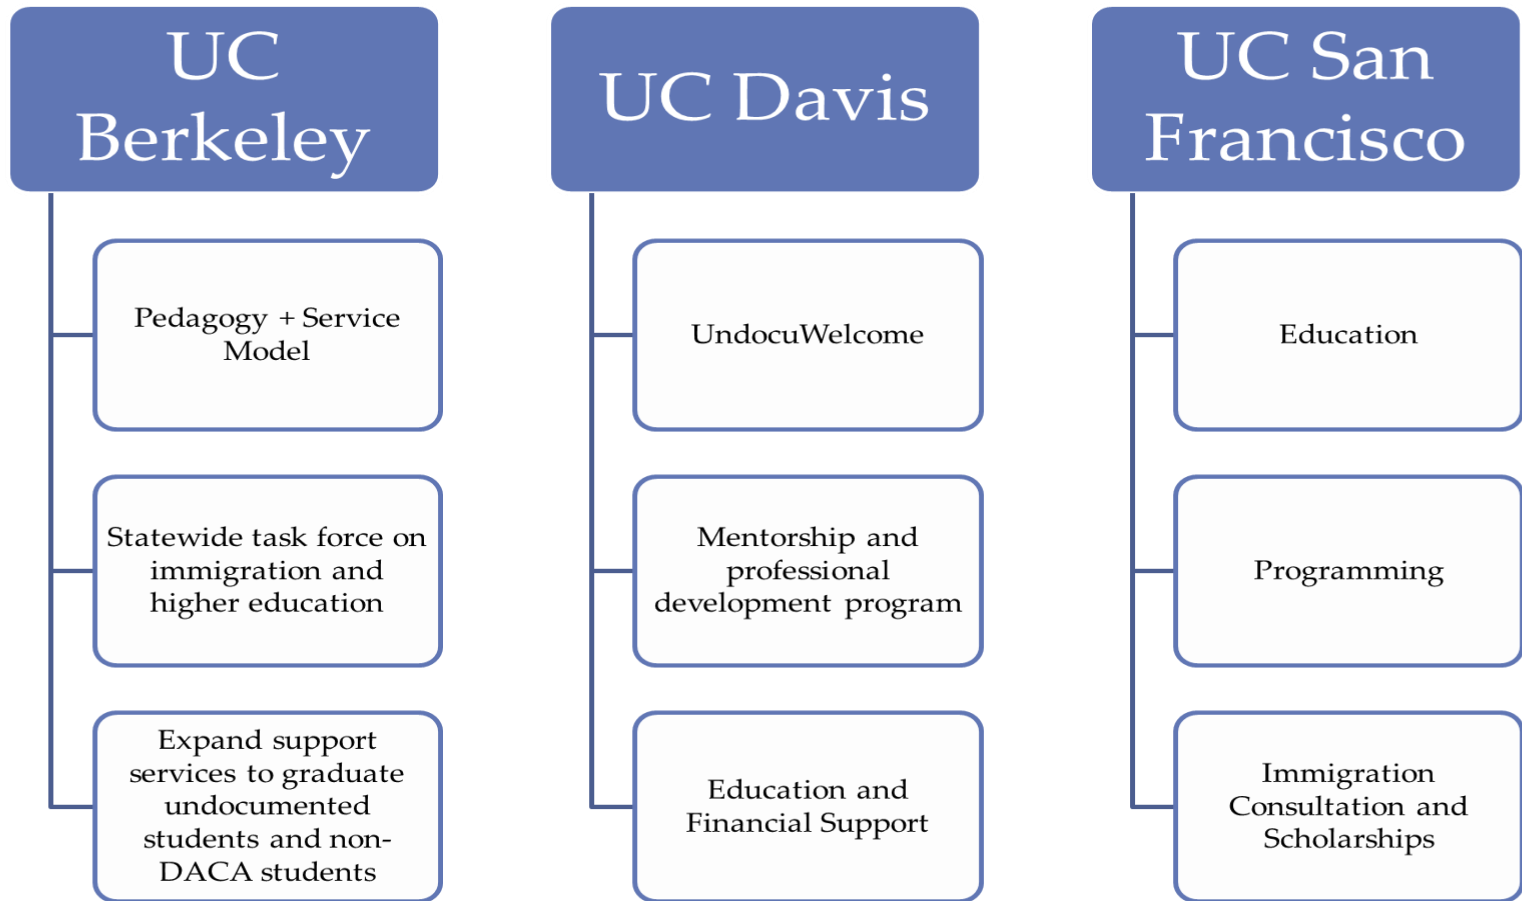 UC
Berkeley
Pedagogy + Service
Model
Statewide task force on
immigration and
higher education
Expand support
services to graduate
undocumented
students and non-
DACA students
UC Davis
UndocuWelcome
Mentorship and
professional
development program
Education and
Financial Support
UC San
Francisco
Education
Programming
Immigration
Consultation and
Scholarships